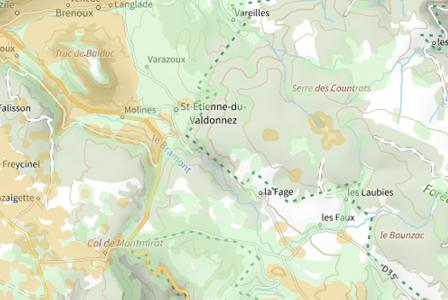 Langlade
Brenoux
Vareilles
Truc de Balduc
Varazoux
Serre des Countrats
Falisson
Molines
St-Etienne-du-
Valdonnez
le Bramont
Freycinel
la Fage
les Laubies
les Faux
le Bounzac
Col de Montmirat
D35